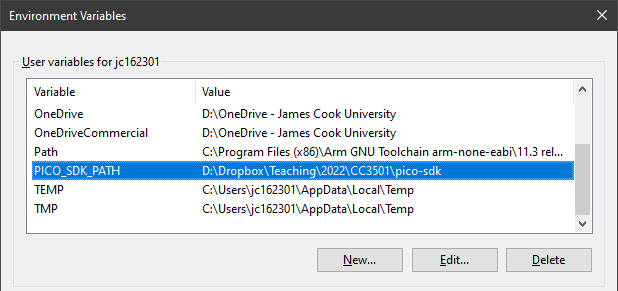 Environment Variables
User variables for jc162301
Variable Value
OneDrive D:\OneDrive - James Cook University
OneDriveCommercial D:\OneDrive - James Cook University
Path C:\Program Files (x86)\Arm GNU Toolchain arm-none-eabi\11.3 rel...
PICO_SDK_PATH D:\Dropbox\Teaching\2022\CC3501\pico-sdk
TEMP C:\Users\jc162301\AppData\Local\Temp
TMP C:\Users\jc162301\AppData\Local\Temp
New... Edit... Delete